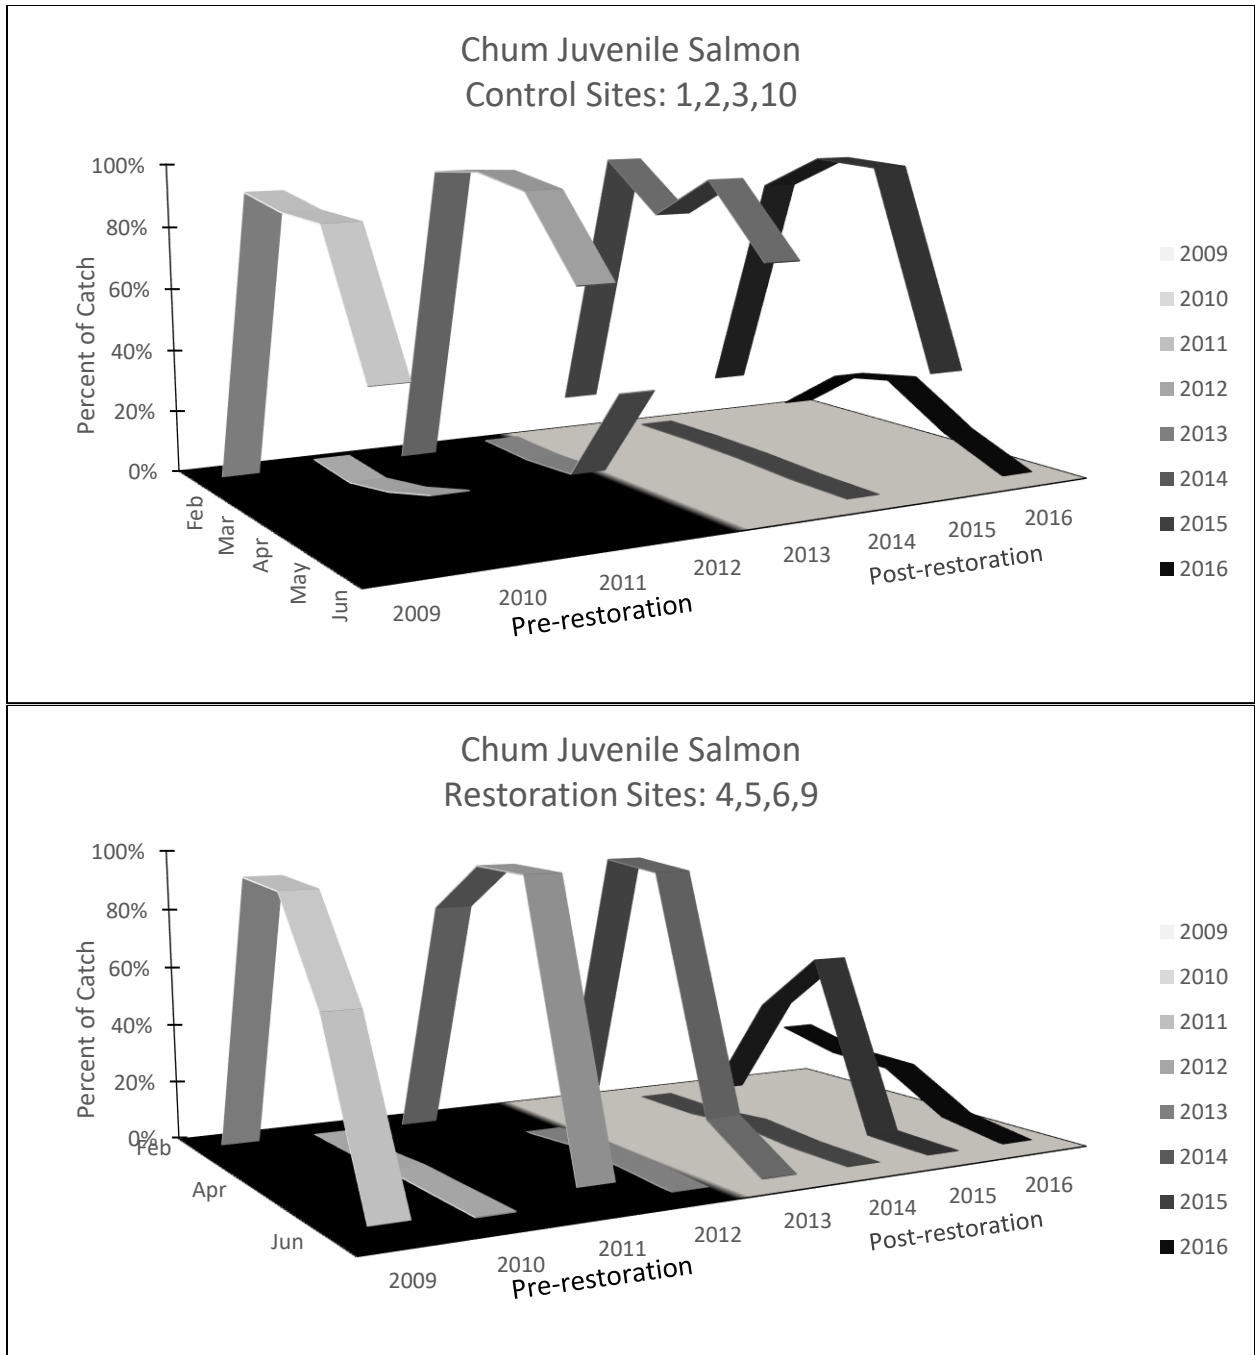 Chum Juvenile Salmon
Control Sites: 1,2,3,10
100%
80%
60%
40%
20%
0%
Percent of Catch
Feb
Mar
Apr
May
Jun
2009
2010
2011
2012
2013
2014
2015
2016
Pre-restoration
Post-restoration
2009
2010
2011
2012
2013
2014
2015
2016
Chum Juvenile Salmon
Restoration Sites: 4,5,6,9
100%
80%
60%
40%
20%
0%
Percent of Catch
Feb
Apr
Jun
2009
2010
2011
2012
2013
2014
2015
2016
Pre-restoration
Post-restoration
2009
2010
2011
2012
2013
2014
2015
2016